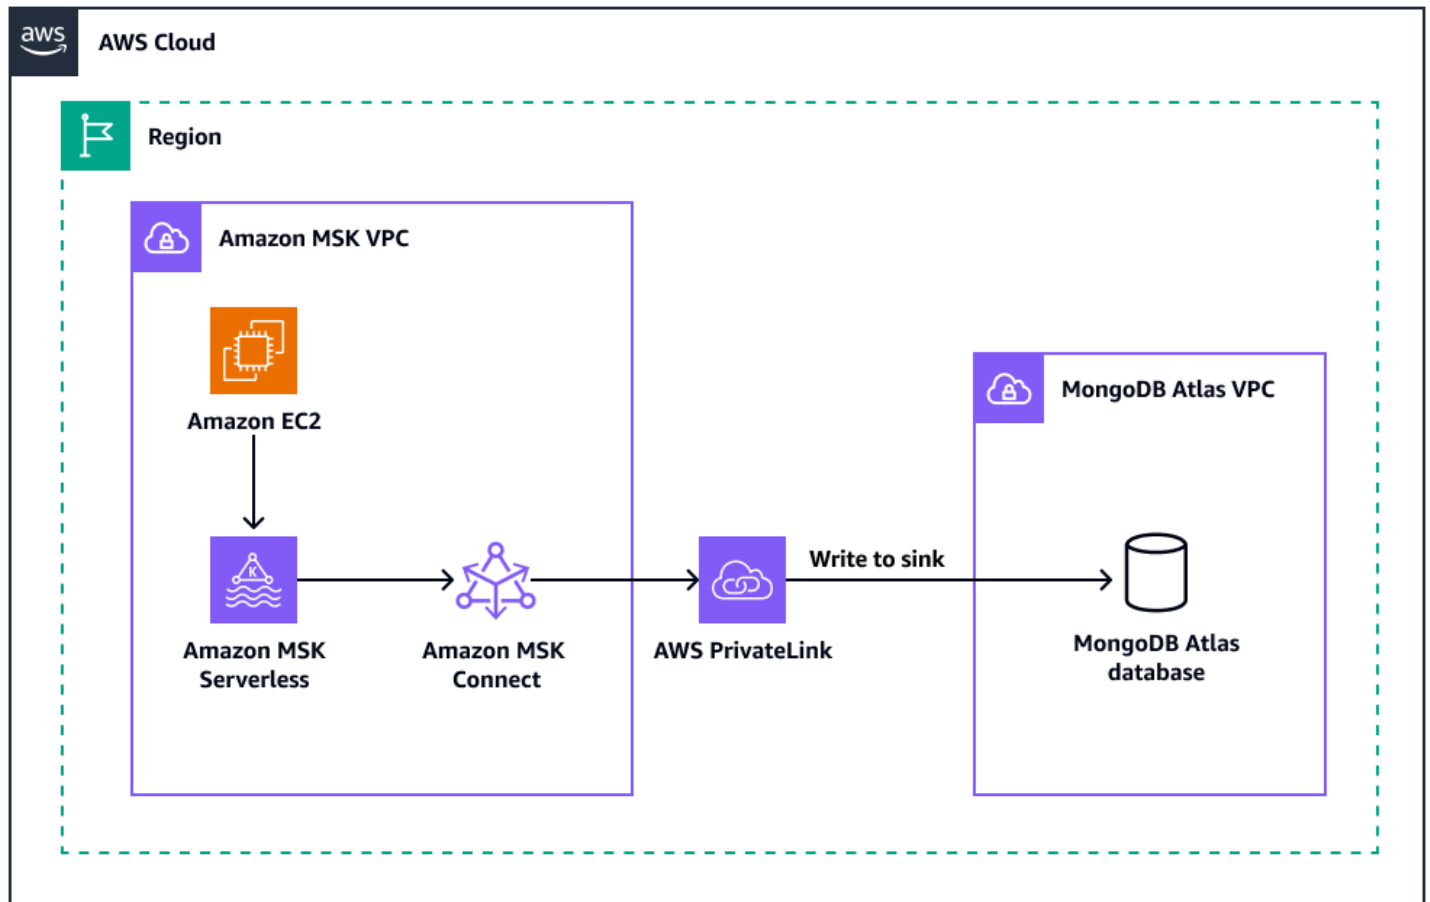 aws
AWS Cloud
Region
Amazon MSK VPC
Amazon EC2
MongoDB Atlas VPC
K
Write to sink
Amazon MSK
Serverless
Amazon MSK
Connect
AWS PrivateLink
MongoDB Atlas
database